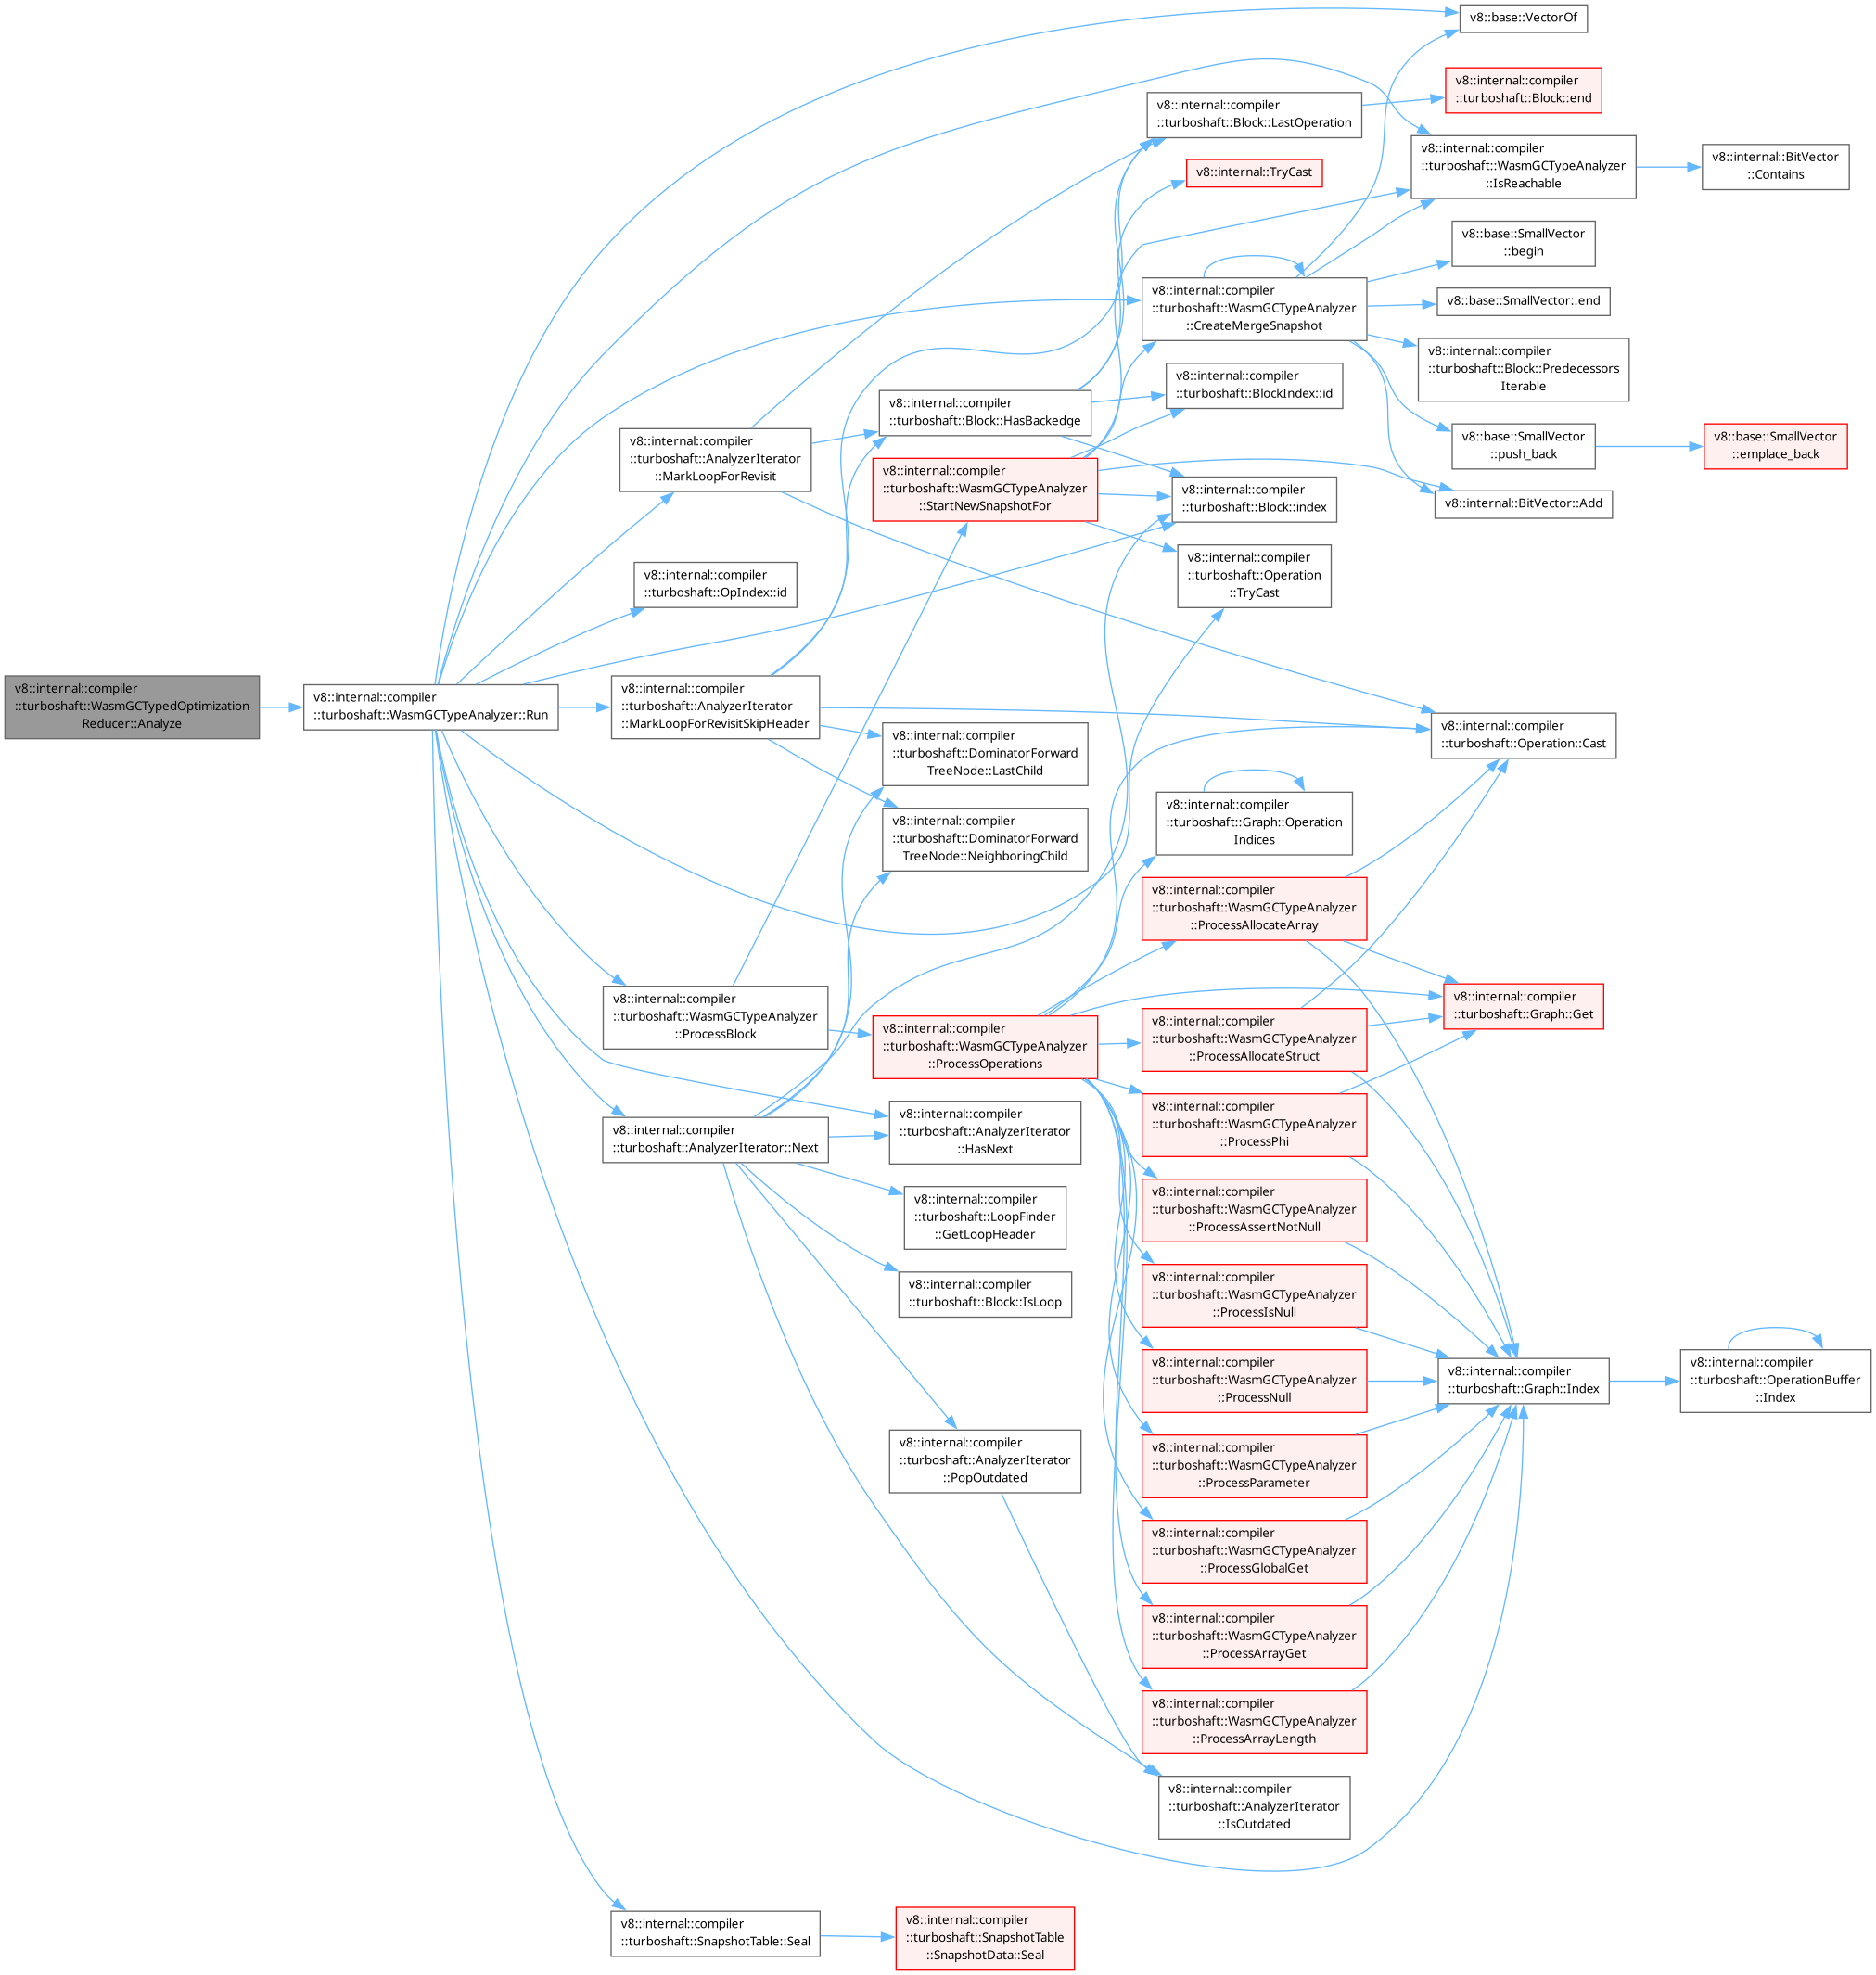 v8::internal::compiler
::turboshaft::WasmGCTypedOptimization
Reducer::Analyze
v8::internal::compiler
::turboshaft::WasmGCTypeAnalyzer::Run
v8::internal::compiler
::turboshaft::AnalyzerIterator
::MarkLoopForRevisit
v8::internal::compiler
::turboshaft::OpIndex::id
v8::internal::compiler
::turboshaft::AnalyzerIterator
::MarkLoopForRevisitSkipHeader
v8::internal::compiler
::turboshaft::WasmGCTypeAnalyzer
::ProcessBlock
v8::internal::compiler
::turboshaft::AnalyzerIterator::Next
v8::internal::compiler
::turboshaft::SnapshotTable::Seal
v8::internal::compiler
::turboshaft::Block::HasBackedge
v8::internal::compiler
::turboshaft::WasmGCTypeAnalyzer
::StartNewSnapshotFor
v8::internal::compiler
::turboshaft::DominatorForward
TreeNode::LastChild
v8::internal::compiler
::turboshaft::DominatorForward
TreeNode::NeighboringChild
v8::internal::compiler
::turboshaft::WasmGCTypeAnalyzer
::ProcessOperations
v8::internal::compiler
::turboshaft::AnalyzerIterator
::HasNext
v8::internal::compiler
::turboshaft::LoopFinder
::GetLoopHeader
v8::internal::compiler
::turboshaft::Block::IsLoop
v8::internal::compiler
::turboshaft::AnalyzerIterator
::PopOutdated
v8::internal::compiler
::turboshaft::SnapshotTable
::SnapshotData::Seal
v8::internal::compiler
::turboshaft::Block::LastOperation
v8::internal::TryCast
v8::internal::compiler
::turboshaft::WasmGCTypeAnalyzer
::CreateMergeSnapshot
v8::internal::compiler
::turboshaft::BlockIndex::id
v8::internal::compiler
::turboshaft::Block::index
v8::internal::compiler
::turboshaft::Operation
::TryCast
v8::internal::compiler
::turboshaft::Graph::Operation
Indices
v8::internal::compiler
::turboshaft::WasmGCTypeAnalyzer
::ProcessAllocateArray
v8::internal::compiler
::turboshaft::WasmGCTypeAnalyzer
::ProcessAllocateStruct
v8::internal::compiler
::turboshaft::WasmGCTypeAnalyzer
::ProcessPhi
v8::internal::compiler
::turboshaft::WasmGCTypeAnalyzer
::ProcessAssertNotNull
v8::internal::compiler
::turboshaft::WasmGCTypeAnalyzer
::ProcessIsNull
v8::internal::compiler
::turboshaft::WasmGCTypeAnalyzer
::ProcessNull
v8::internal::compiler
::turboshaft::WasmGCTypeAnalyzer
::ProcessParameter
v8::internal::compiler
::turboshaft::WasmGCTypeAnalyzer
::ProcessGlobalGet
v8::internal::compiler
::turboshaft::WasmGCTypeAnalyzer
::ProcessArrayGet
v8::internal::compiler
::turboshaft::WasmGCTypeAnalyzer
::ProcessArrayLength
v8::internal::compiler
::turboshaft::AnalyzerIterator
::IsOutdated
v8::base::VectorOf
v8::internal::compiler
::turboshaft::Block::end
v8::internal::compiler
::turboshaft::WasmGCTypeAnalyzer
::IsReachable
v8::base::SmallVector
::begin
v8::base::SmallVector::end
v8::internal::compiler
::turboshaft::Block::Predecessors
Iterable
v8::base::SmallVector
::push_back
v8::internal::BitVector::Add
v8::internal::compiler
::turboshaft::Operation::Cast
v8::internal::compiler
::turboshaft::Graph::Get
v8::internal::compiler
::turboshaft::Graph::Index
v8::internal::BitVector
::Contains
v8::base::SmallVector
::emplace_back
v8::internal::compiler
::turboshaft::OperationBuffer
::Index